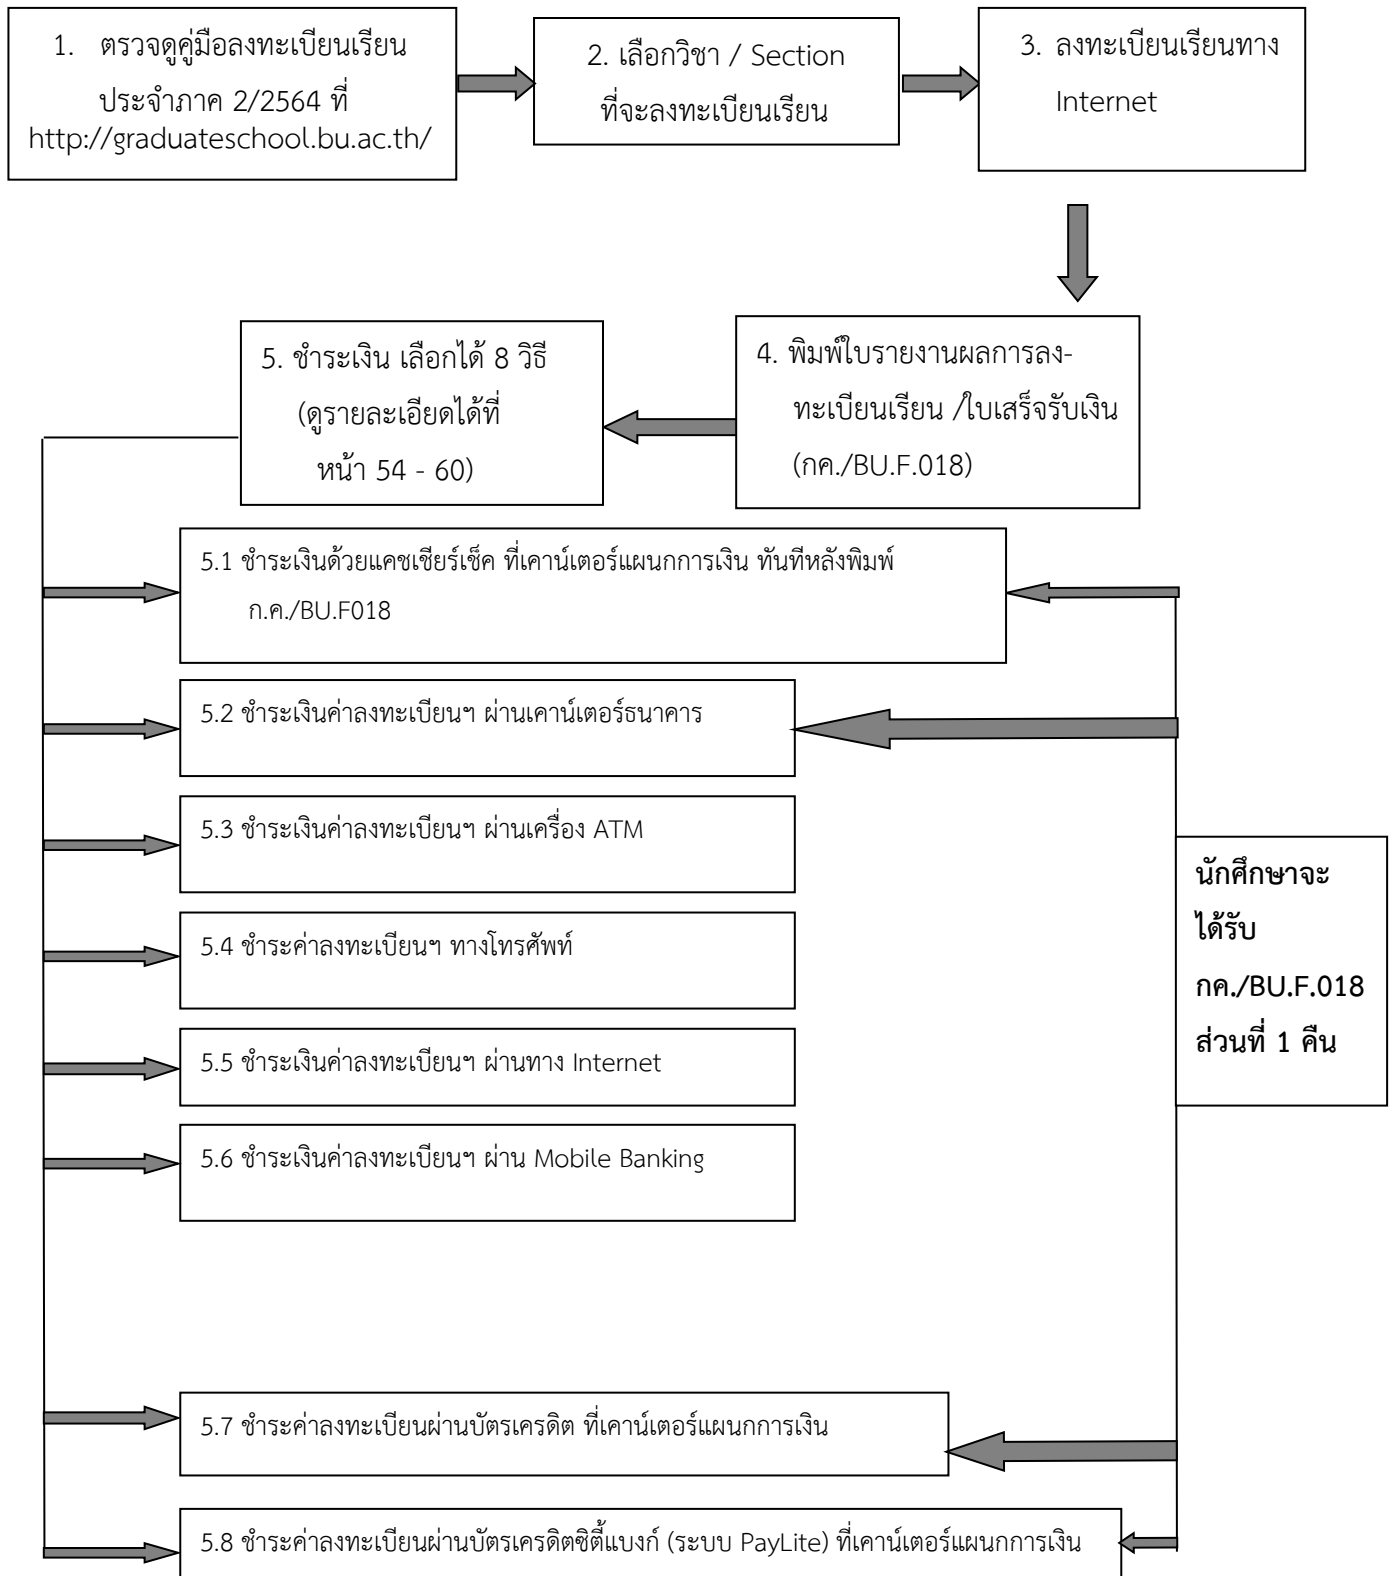 1. ตรวจดูคู่มือลงทะเบียนเรียน
ประจำภาค 2/2564 ที่
http://graduateschool.bu.ac.th/
2. เลือกวิชา / Section
ที่จะลงทะเบียนเรียน
3. ลงทะเบียนเรียนทาง
Internet
4. พิมพ์ใบรายงานผลการลง-
ทะเบียนเรียน /ใบเสร็จรับเงิน
(กค./BU.F.018)
5. ชำระเงิน เลือกได้ 8 วิธี
(ดูรายละเอียดได้ที่
หน้า 54 - 60)
5.1 ชำระเงินด้วยแคชเชียร์เช็ค ที่เคาน์เตอร์แผนกการเงิน ทันทีหลังพิมพ์
ก.ค./BU.F018
5.2 ชำระเงินค่าลงทะเบียนฯ ผ่านเคาน์เตอร์ธนาคาร
5.3 ชำระเงินค่าลงทะเบียนฯ ผ่านเครื่อง ATM
5.4 ชำระค่าลงทะเบียนฯ ทางโทรศัพท์
5.5 ชำระเงินค่าลงทะเบียนฯ ผ่านทาง Internet
5.6 ชำระเงินค่าลงทะเบียนฯ ผ่าน Mobile Banking
5.7 ชำระค่าลงทะเบียนผ่านบัตรเครดิต ที่เคาน์เตอร์แผนกการเงิน
5.8 ชำระค่าลงทะเบียนผ่านบัตรเครดิตซิตี้แบงก์ (ระบบ PayLite) ที่เคาน์เตอร์แผนกการเงิน
นักศึกษาจะ
ได้รับ
กค./BU.F.018
ส่วนที่ 1 คืน